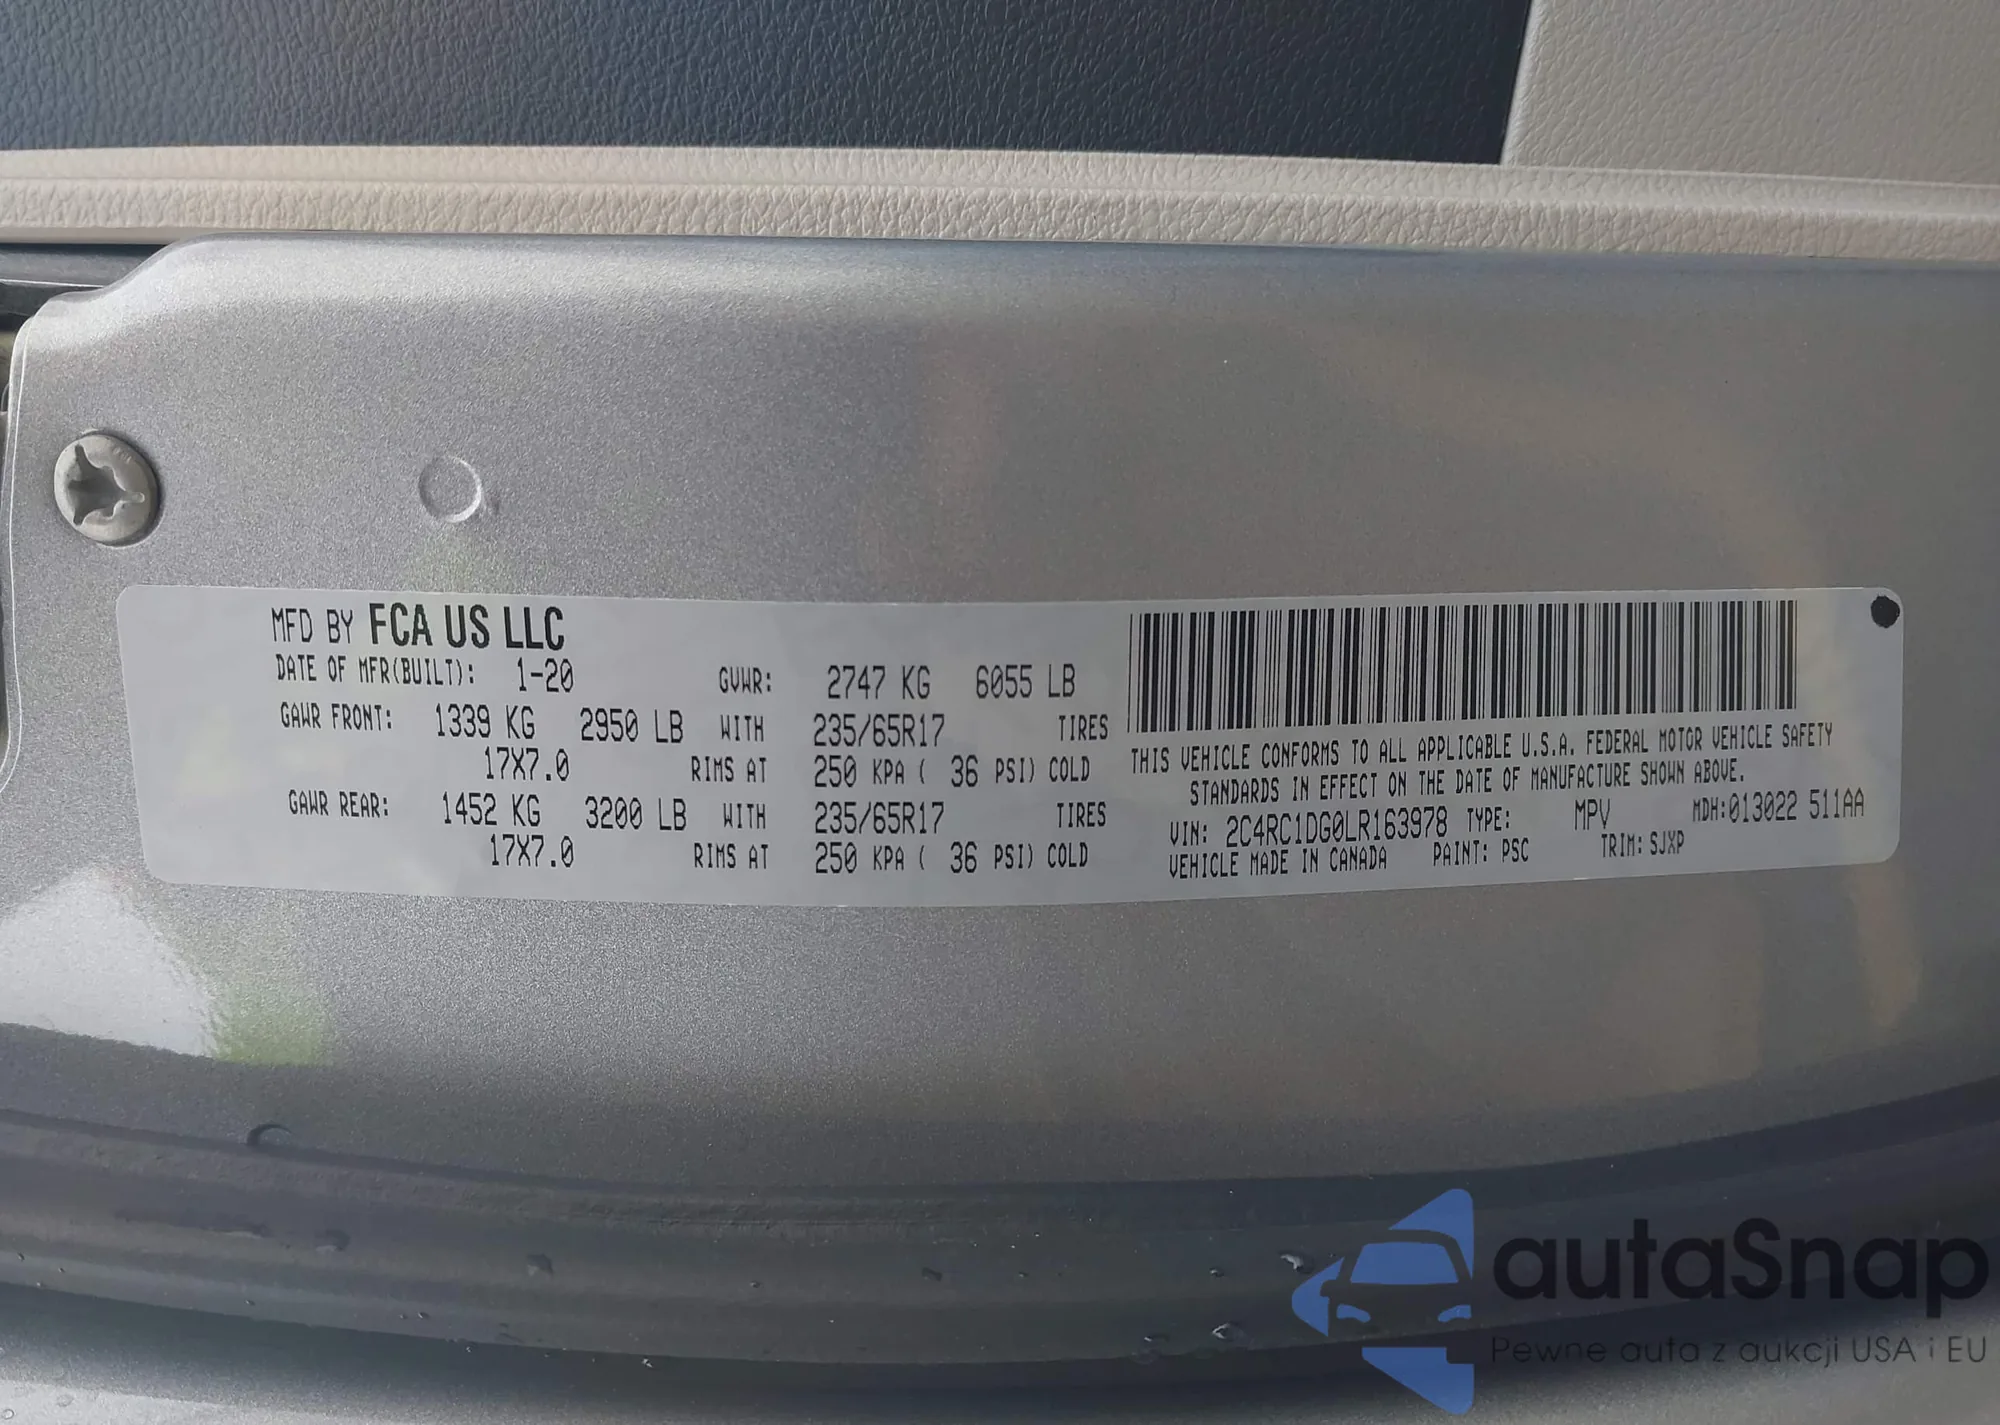 MFD BY FCA US LLC
DATE OF MFR(BUILT): 1-20 GVWR: 2747 KG 6055 LB
GAWR FRONT: 1339 KG 2950 LB WITH 235/65R17 TIRES
17X7.0 RIMS AT 250 KPA ( 36 PSI) COLD
GAWR REAR: 1452 KG 3200 LB WITH 235/65R17 TIRES
17X7.0 RIMS AT 250 KPA ( 36 PSI) COLD
THIS VEHICLE CONFORMS TO ALL APPLICABLE U.S.A. FEDERAL MOTOR VEHICLE SAFETY
STANDARDS IN EFFECT ON THE DATE OF MANUFACTURE SHOWN ABOVE.
VIN: 2C4RC1DG0LR163978 TYPE: MPV MDH:013022 511AA
VEHICLE MADE IN CANADA PAINT: PSC TRIM: SJXP
autaSnap
Pewne auta z aukcji USA i EU